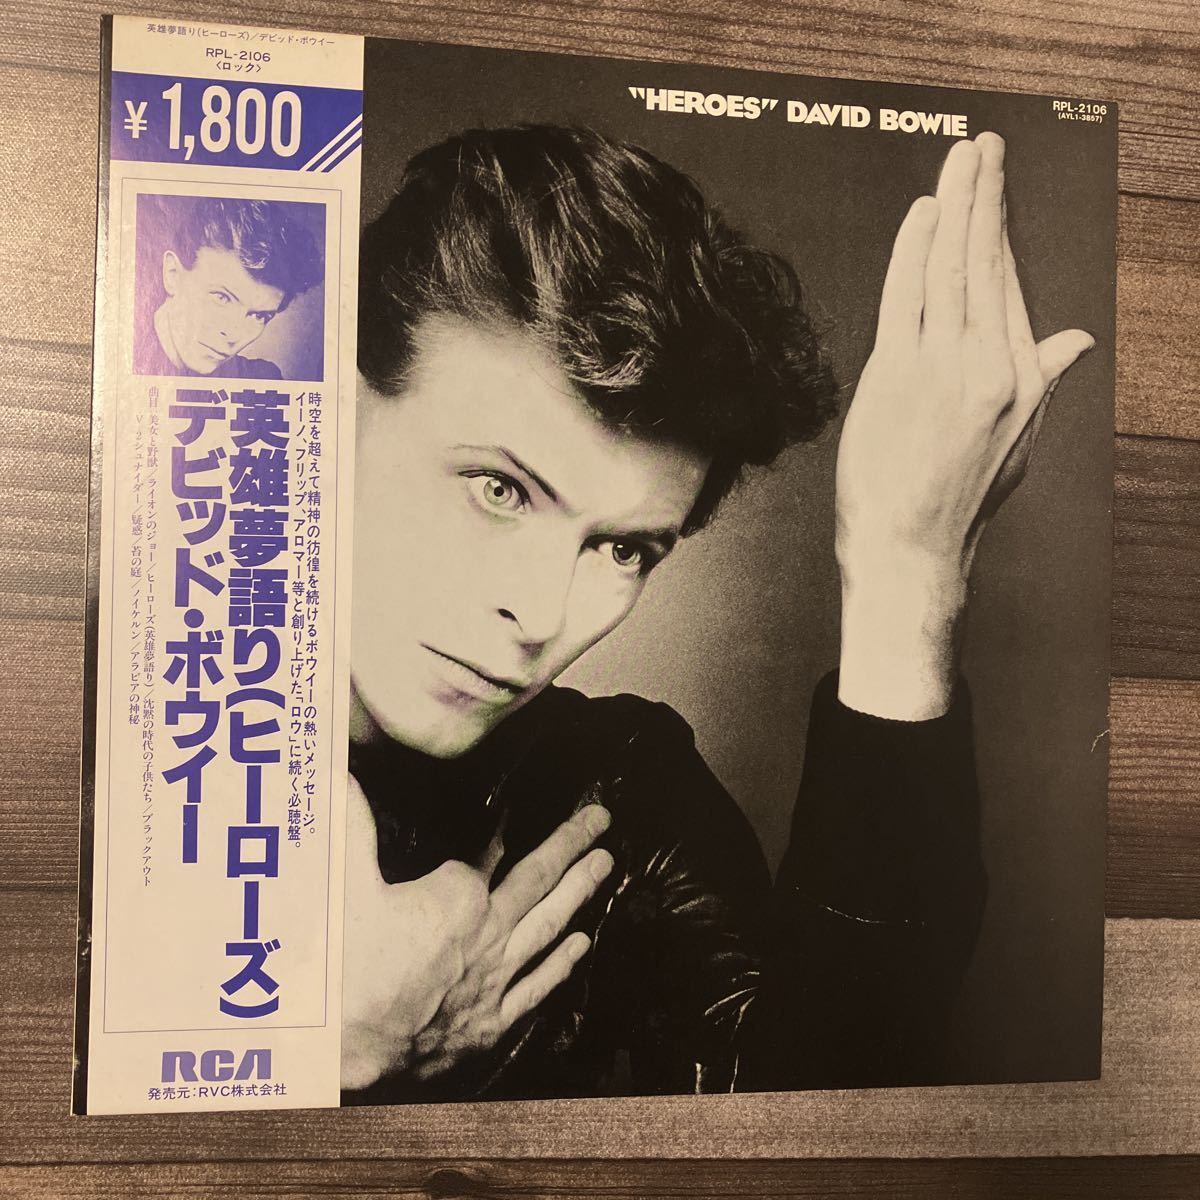 英雄夢語り(ヒーローズ)/デビッド・ボウイー
RPL-2106
〈ロック〉
¥1,800
"HEROES" DAVID BOWIE
RPL-2106
(AYL1-3857)
時空を超えて精神の彷徨を続けるボウイーの熱いメッセージ。
イーノ、フリップ、アロマー等と創り上げた「ロウ」に続く必聴盤。
英雄夢語り(ヒーローズ)
デビッド・ボウイー
曲目 美女と野獣/ライオンのジョー/ヒーローズ(英雄夢語り)/沈黙の時代の子供たち/ブラックアウト
V-2シュナイダー/疑惑/苔の庭/ノイケルン/アラビアの神秘
RCA
発売元:RVC株式会社